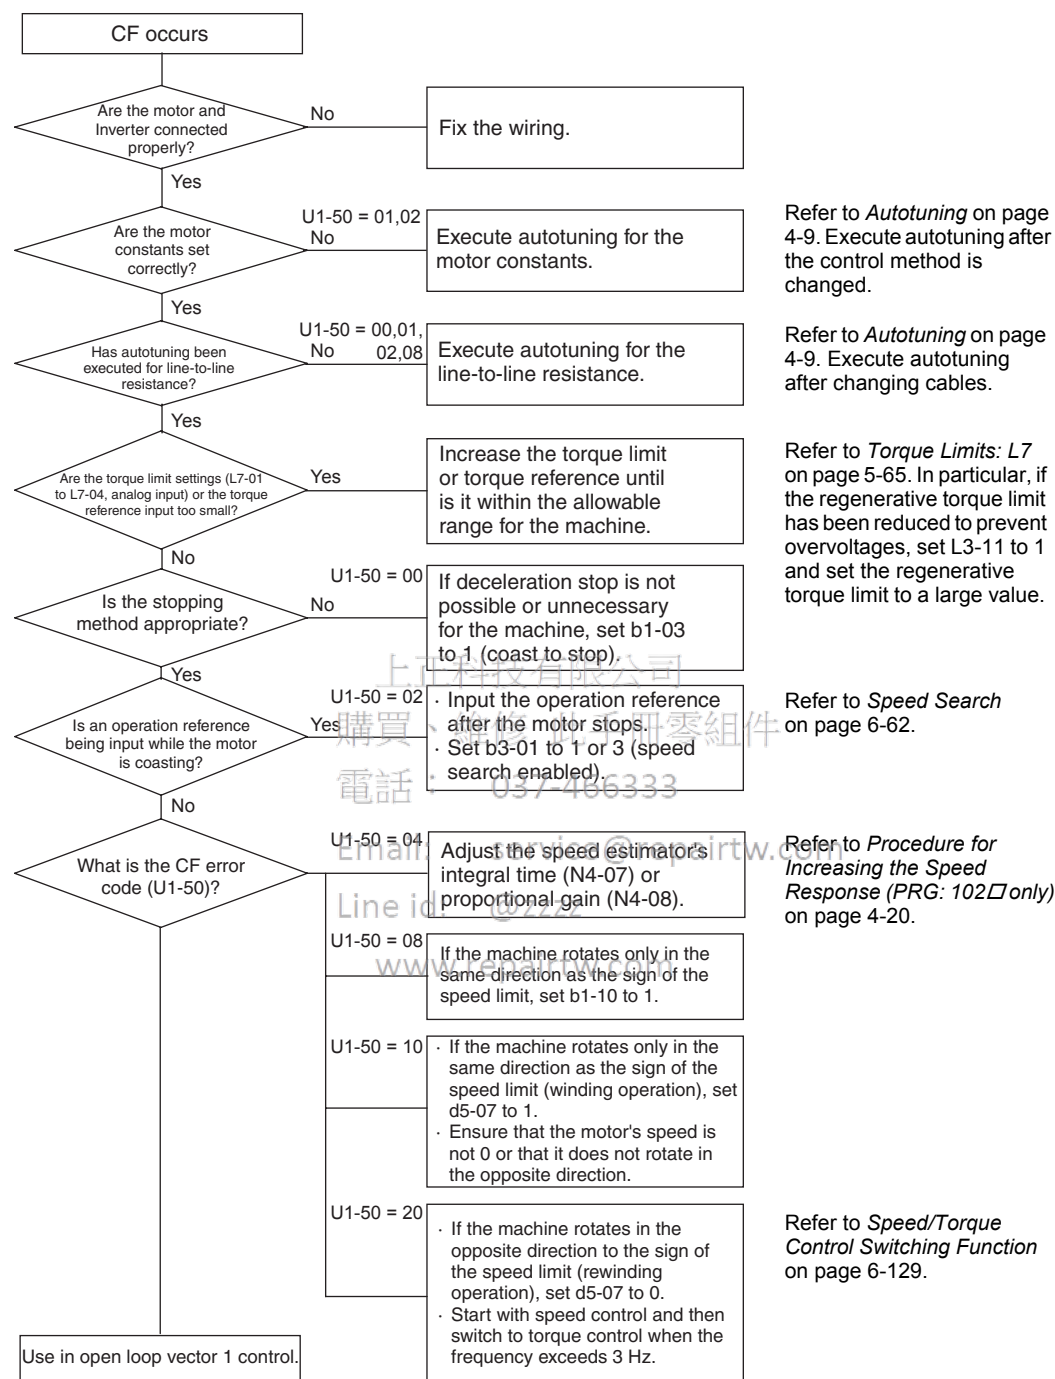 CF occurs
Are the motor and
Inverter connected
properly?
No
Fix the wiring.
Yes
Are the motor
constants set
correctly?
U1-50 = 01,02
No
Execute autotuning for the
motor constants.
Refer to Autotuning on page
4-9. Execute autotuning after
the control method is
changed.
Yes
Has autotuning been
executed for line-to-line
resistance?
U1-50 = 00,01,
No 02,08
Execute autotuning for the
line-to-line resistance.
Refer to Autotuning on page
4-9. Execute autotuning
after changing cables.
Yes
Are the torque limit settings (L7-01
to L7-04, analog input) or the torque
reference input too small?
Yes
Increase the torque limit
or torque reference until
is it within the allowable
range for the machine.
Refer to Torque Limits: L7
on page 5-65. In particular, if
the regenerative torque limit
has been reduced to prevent
overvoltages, set L3-11 to 1
and set the regenerative
torque limit to a large value.
No
Is the stopping
method appropriate?
U1-50 = 00
No
If deceleration stop is not
possible or unnecessary
for the machine, set b1-03
to 1 (coast to stop).
上正科技有限公司
Yes
Is an operation reference
being input while the motor
is coasting?
U1-50 = 02
Yes
· Input the operation reference
after the motor stops.
· Set b3-01 to 1 or 3 (speed
search enabled).
Refer to Speed Search
on page 6-62.
購買、維修 此手冊零組件
電話： 037-466333
No
What is the CF error
code (U1-50)?
U1-50 = 04
Adjust the speed estimator's
integral time (N4-07) or
proportional gain (N4-08).
Refer to Procedure for
Increasing the Speed
Response (PRG: 102□ only)
on page 4-20.
Email: service@repairtw.com
Line id: @zzzz
U1-50 = 08
If the machine rotates only in the
same direction as the sign of the
speed limit, set b1-10 to 1.
www.repairtw.com
U1-50 = 10
· If the machine rotates only in the
same direction as the sign of the
speed limit (winding operation), set
d5-07 to 1.
· Ensure that the motor's speed is
not 0 or that it does not rotate in
the opposite direction.
U1-50 = 20
· If the machine rotates in the
opposite direction to the sign of
the speed limit (rewinding
operation), set d5-07 to 0.
· Start with speed control and then
switch to torque control when the
frequency exceeds 3 Hz.
Refer to Speed/Torque
Control Switching Function
on page 6-129.
Use in open loop vector 1 control.